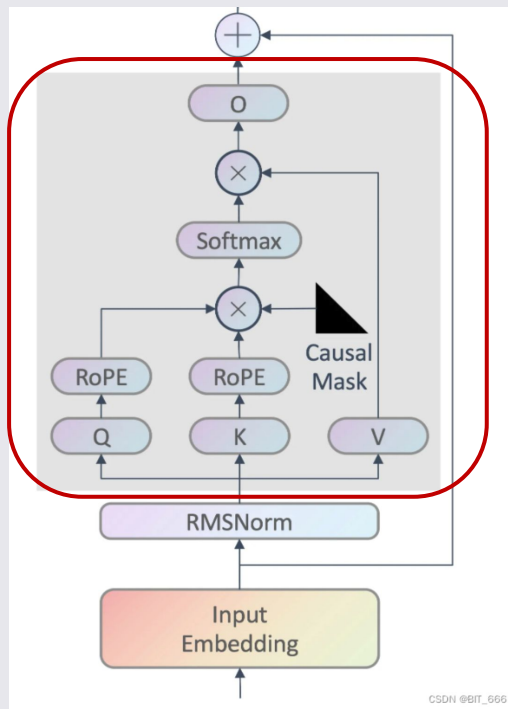 +
O
×
Softmax
×
Causal
Mask
RoPE
RoPE
Q
K
V
RMSNorm
Input
Embedding
CSDN @BIT_666